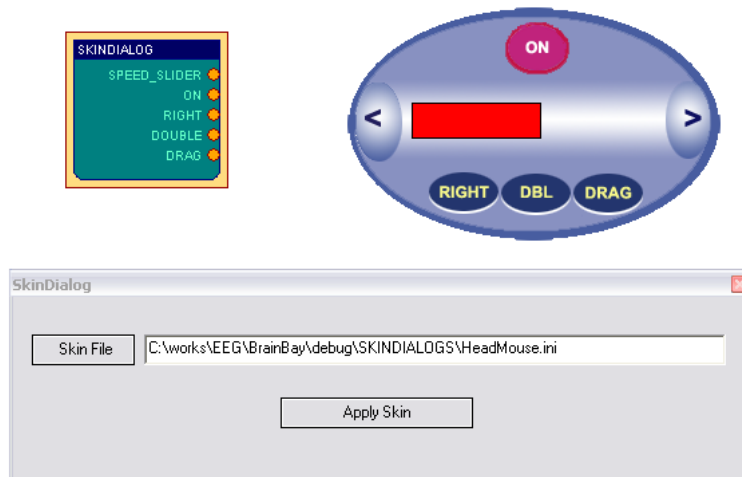 SKINDIALOG
SPEED_SLIDER
ON
RIGHT
DOUBLE
DRAG
ON
< >
RIGHT DBL DRAG
SkinDialog
Skin File C:\works\EEG\BrainBay\debug\SKINDIALOGS\HeadMouse.ini
Apply Skin